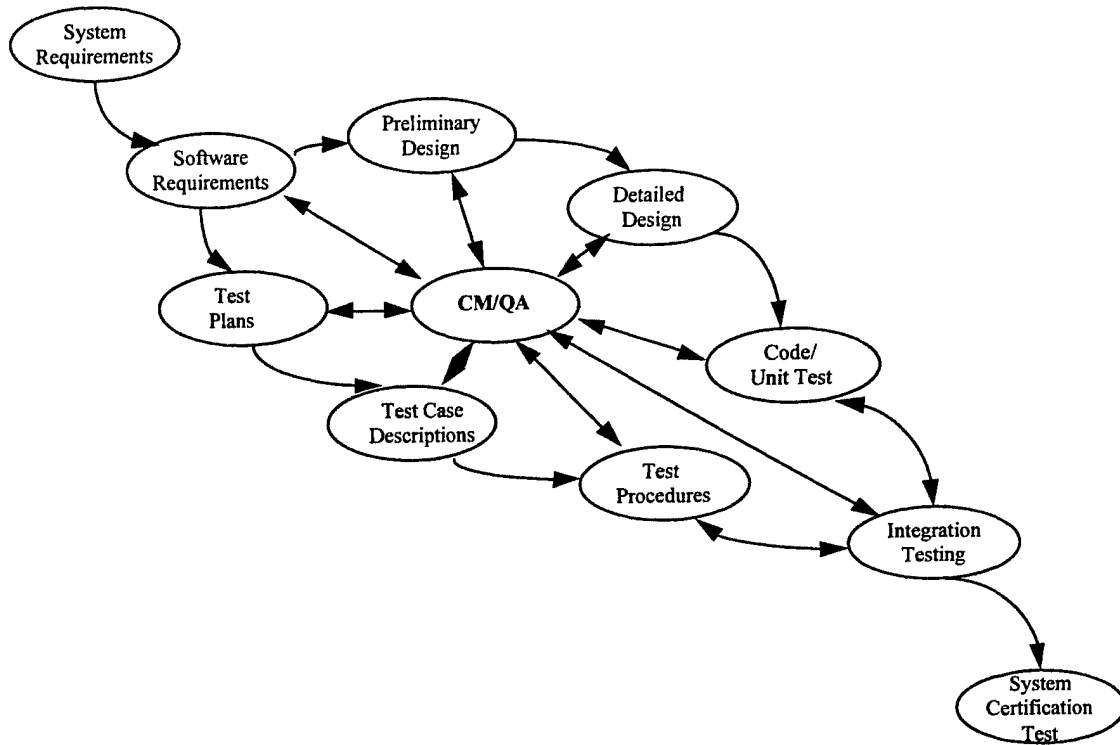 System
Requirements
Preliminary
Design
Software
Requirements
Detailed
Design
Test
Plans
CM/QA
Code/
Unit Test
Test Case
Descriptions
Test
Procedures
Integration
Testing
System
Certification
Test